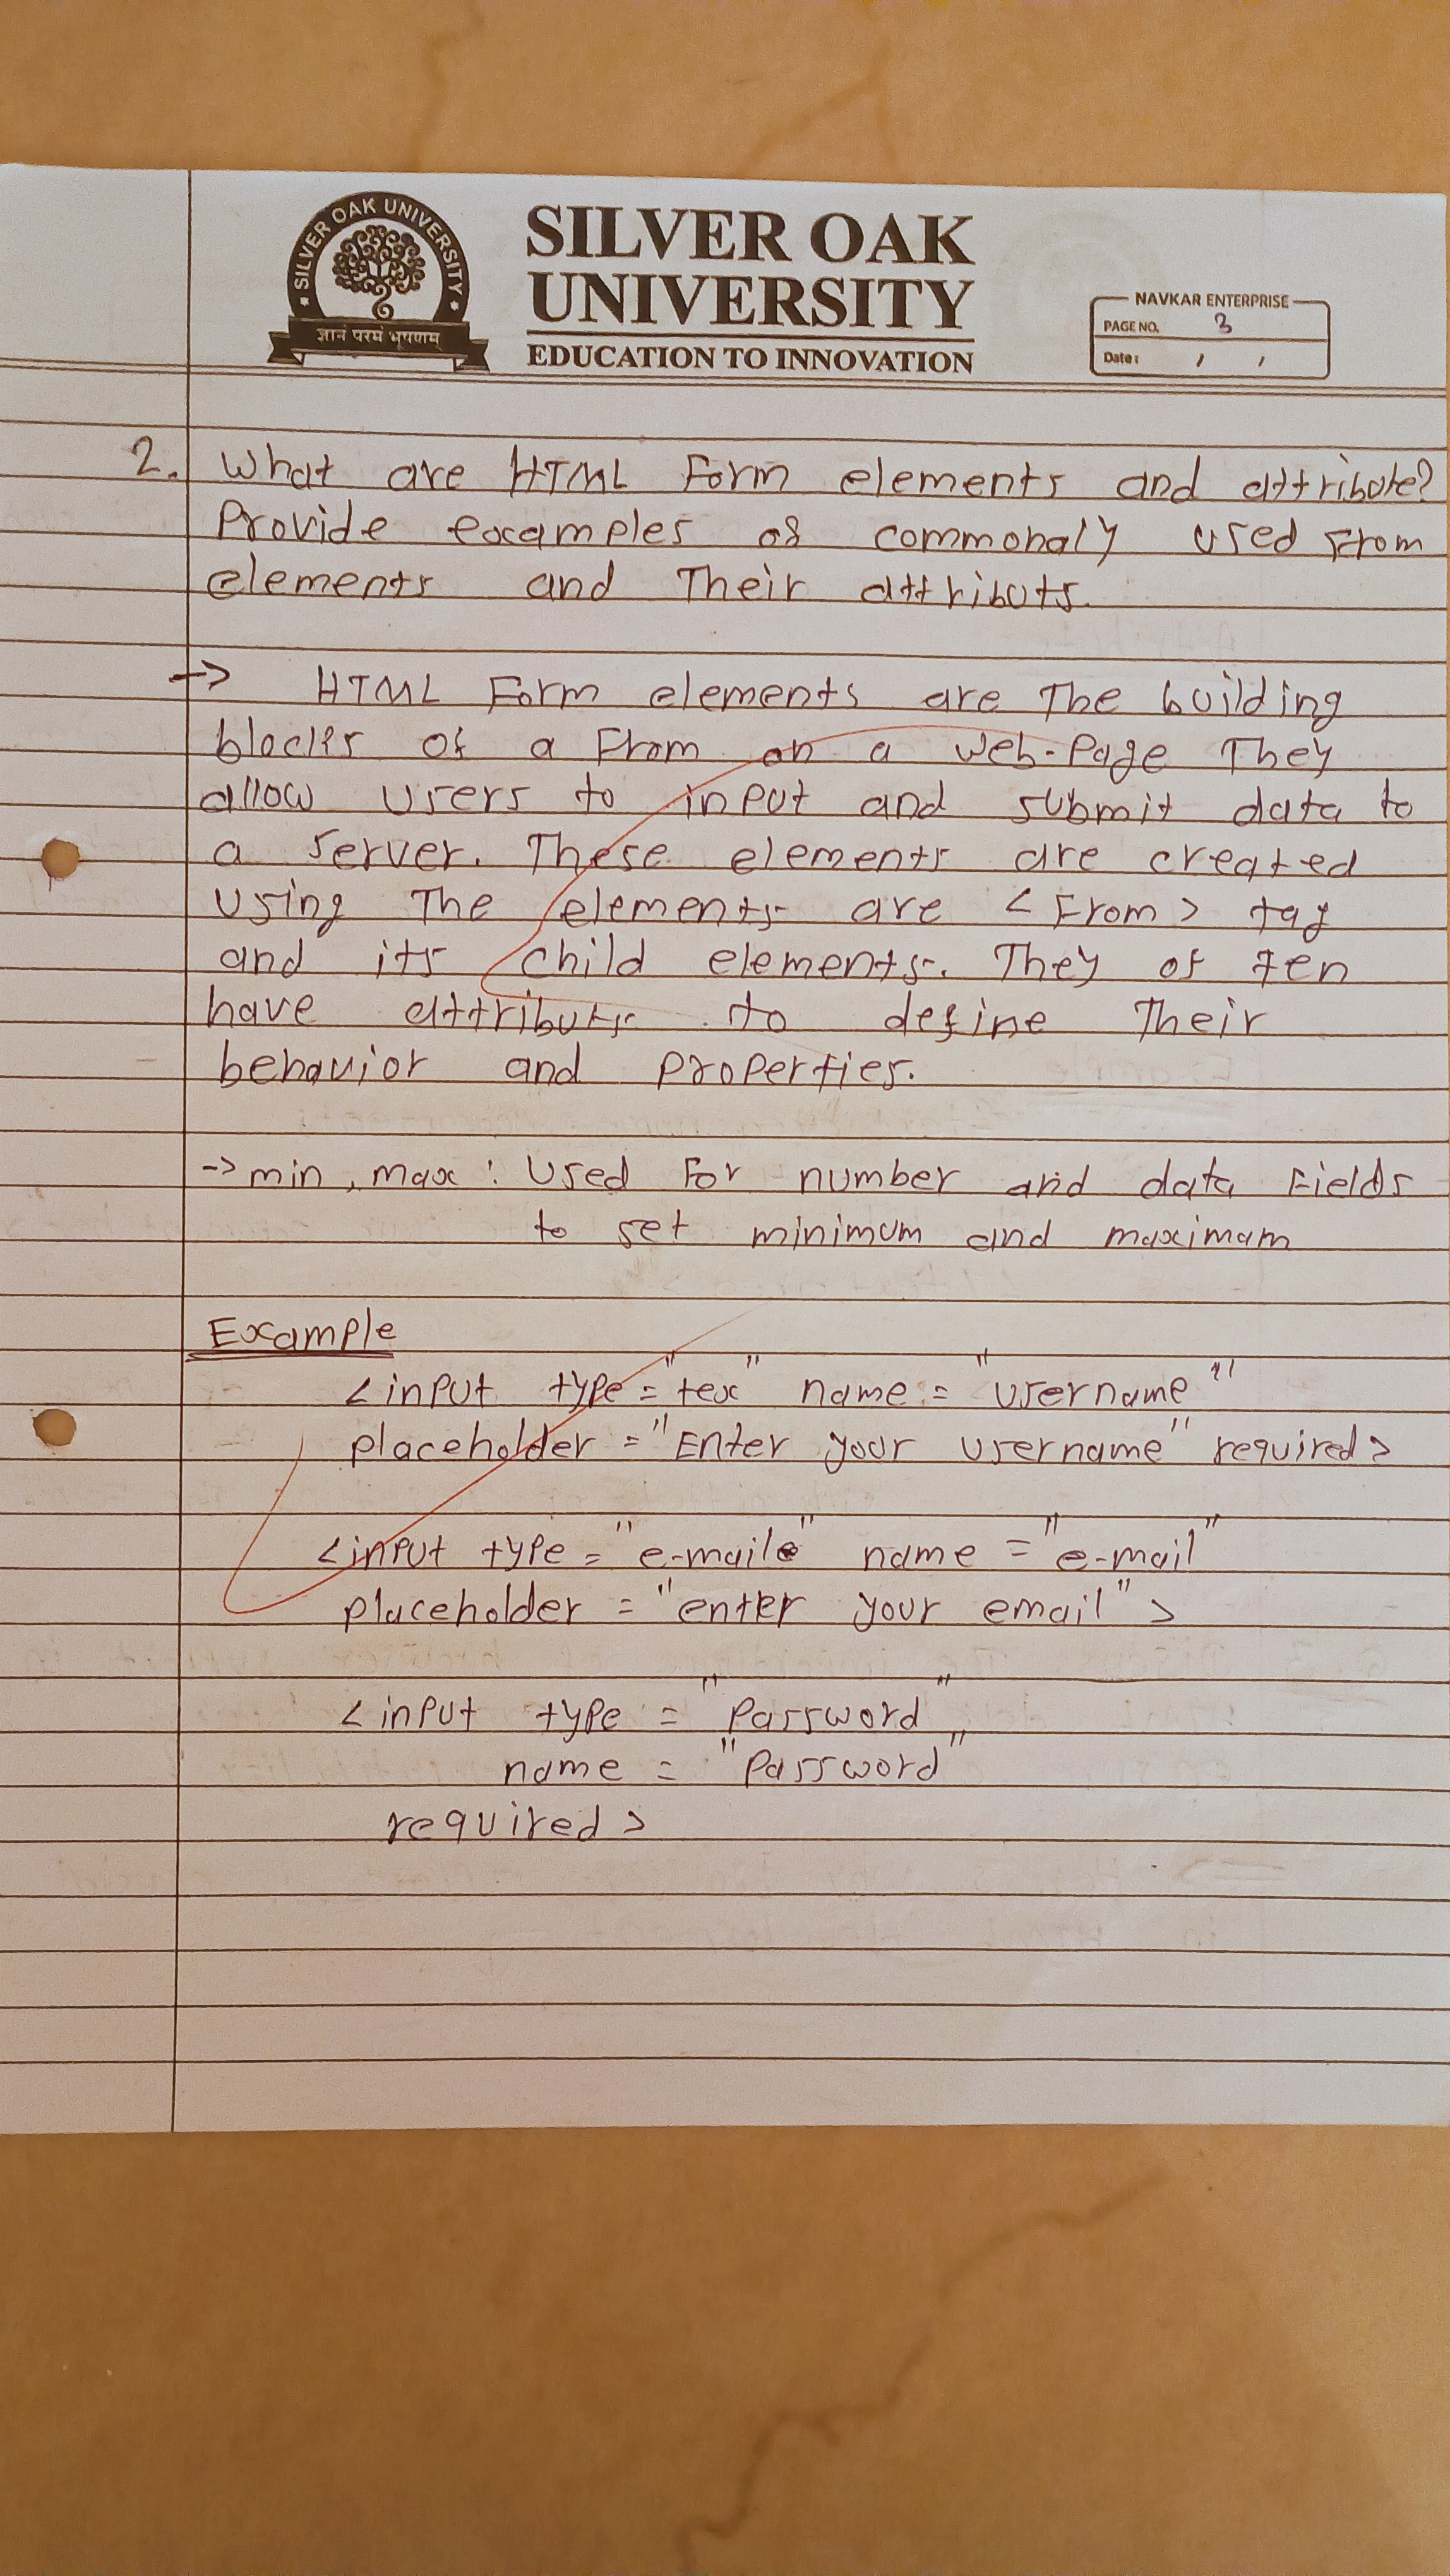 SILVER OAK UNIVERSITY
ज्ञानं परमं भूषणम्
SILVER OAK
UNIVERSITY
EDUCATION TO INNOVATION
NAVKAR ENTERPRISE
PAGE NO. 3
Date: / /
2. What are HTML Form elements and attribute?
Provide examples of commonaly used From
elements and Their attributs.
-> HTML Form elements are The building
blocks of a From on a web-Page They
allow users to input and submit data to
a server. These elements are created
using The elements are <From> tag
and its child elements. They of ten
have attributs to define Their
behavior and properties.
-> min, max : Used For number and data Fields
to set minimum and maximam
Example
<input type="tex" name = "username"
placeholder = "Enter your username" required>
<input type = "e-maile" name = "e-mail"
placeholder = "enter your email">
<input type = "Password"
name = "Password"
required>